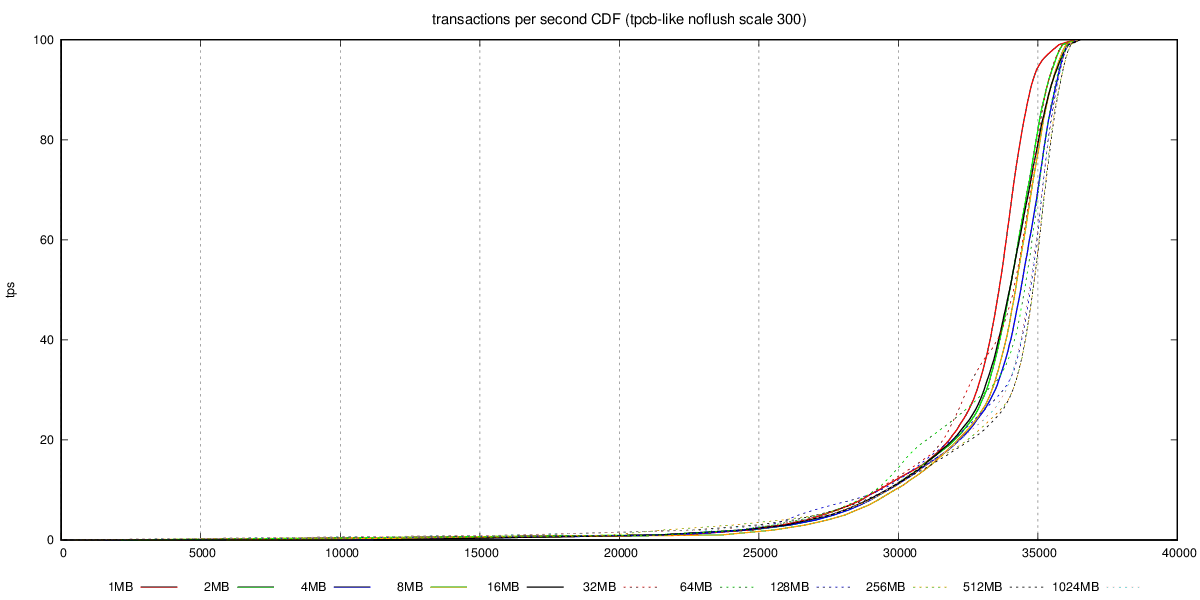 transactions per second CDF (tpcb-like noflush scale 300)
100
80
60
40
20
0
tps
0 5000 10000 15000 20000 25000 30000 35000 40000
1MB 2MB 4MB 8MB 16MB 32MB 64MB 128MB 256MB 512MB 1024MB